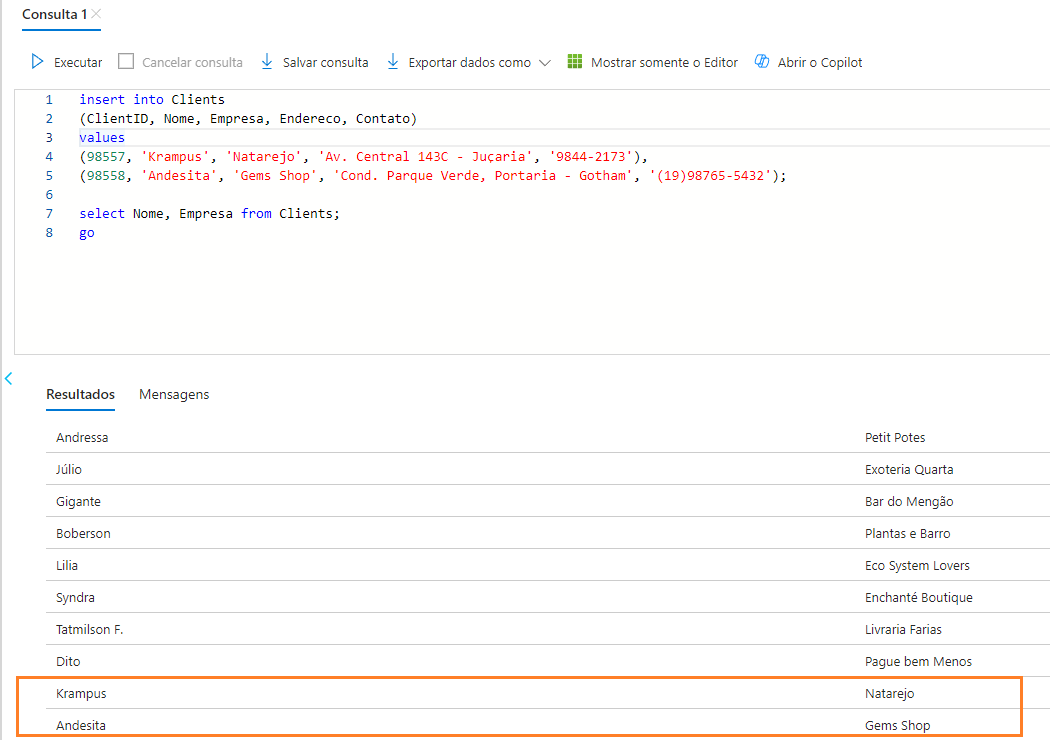 Consulta 1
Executar Cancelar consulta Salvar consulta Exportar dados como Mostrar somente o Editor Abrir o Copilot
1 insert into Clients
2 (ClientID, Nome, Empresa, Endereco, Contato)
3 values
4 (98557, 'Krampus', 'Natarejo', 'Av. Central 143C - Juçaria', '9844-2173'),
5 (98558, 'Andesita', 'Gems Shop', 'Cond. Parque Verde, Portaria - Gotham', '(19)98765-5432');
6
7 select Nome, Empresa from Clients;
8 go
Resultados Mensagens
Andressa Petit Potes
Júlio Exoteria Quarta
Gigante Bar do Mengão
Boberson Plantas e Barro
Lilia Eco System Lovers
Syndra Enchanté Boutique
Tatmilson F. Livraria Farias
Dito Pague bem Menos
Krampus Natarejo
Andesita Gems Shop